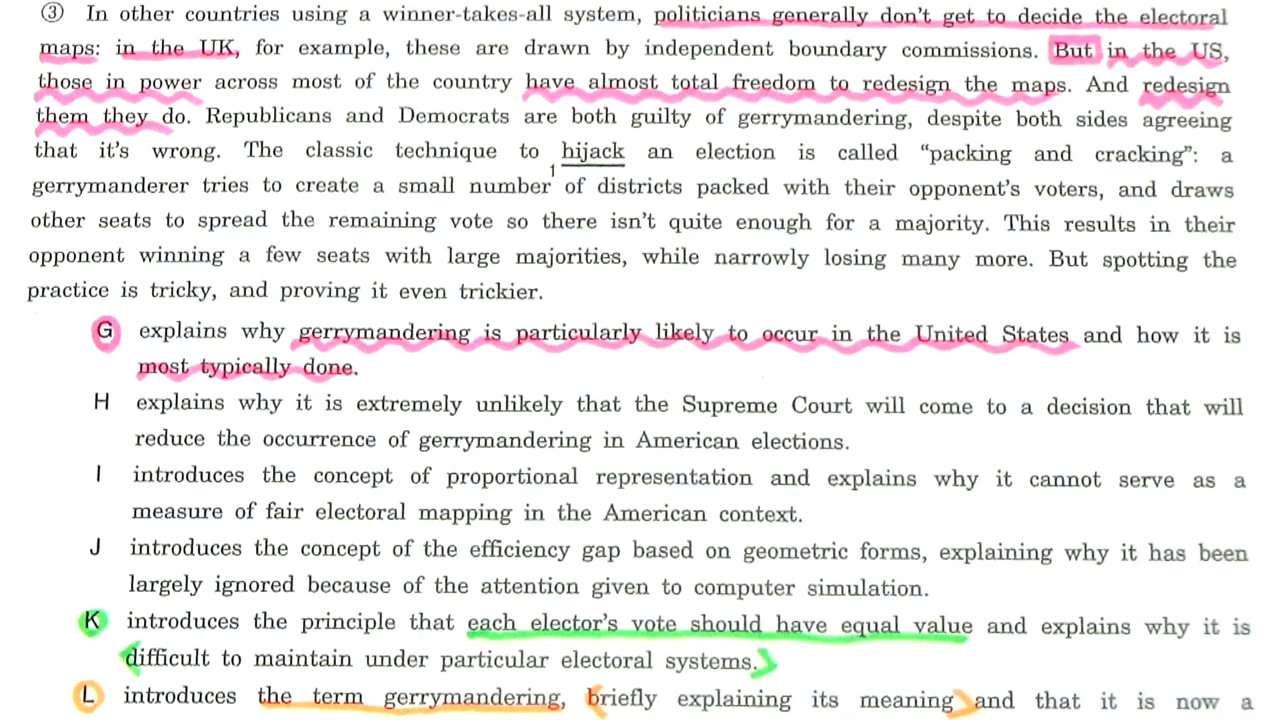 ③ In other countries using a winner-takes-all system, politicians generally don't get to decide the electoral
maps: in the UK, for example, these are drawn by independent boundary commissions. But in the US,
those in power across most of the country have almost total freedom to redesign the maps. And redesign
them they do. Republicans and Democrats are both guilty of gerrymandering, despite both sides agreeing
that it's wrong. The classic technique to hijack an election is called “packing and cracking”: a
1
gerrymanderer tries to create a small number of districts packed with their opponent's voters, and draws
other seats to spread the remaining vote so there isn't quite enough for a majority. This results in their
opponent winning a few seats with large majorities, while narrowly losing many more. But spotting the
practice is tricky, and proving it even trickier.
G explains why gerrymandering is particularly likely to occur in the United States and how it is
most typically done.
H explains why it is extremely unlikely that the Supreme Court will come to a decision that will
reduce the occurrence of gerrymandering in American elections.
I introduces the concept of proportional representation and explains why it cannot serve as a
measure of fair electoral mapping in the American context.
J introduces the concept of the efficiency gap based on geometric forms, explaining why it has been
largely ignored because of the attention given to computer simulation.
K introduces the principle that each elector's vote should have equal value and explains why it is
difficult to maintain under particular electoral systems.
L introduces the term gerrymandering, briefly explaining its meaning and that it is now a